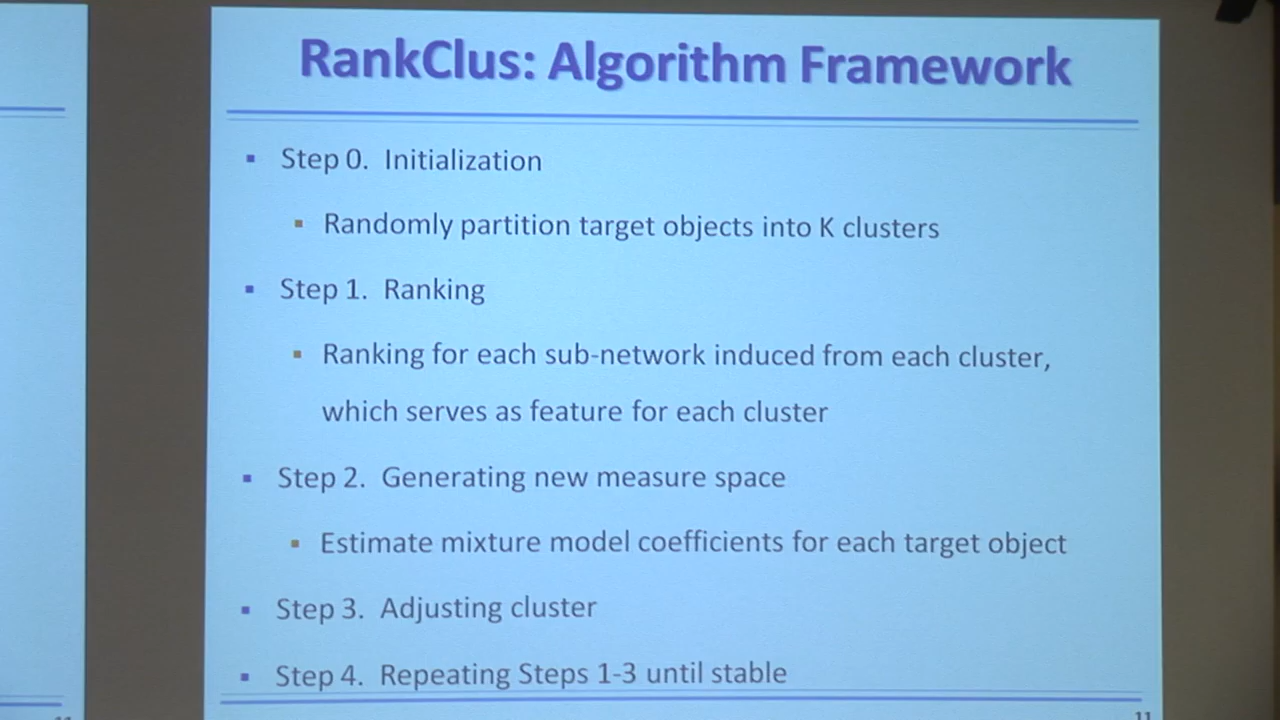 RankClus: Algorithm Framework
Step 0. Initialization
Randomly partition target objects into K clusters
Step 1. Ranking
Ranking for each sub-network induced from each cluster,
which serves as feature for each cluster
Step 2. Generating new measure space
Estimate mixture model coefficients for each target object
Step 3. Adjusting cluster
Step 4. Repeating Steps 1-3 until stable
11
11